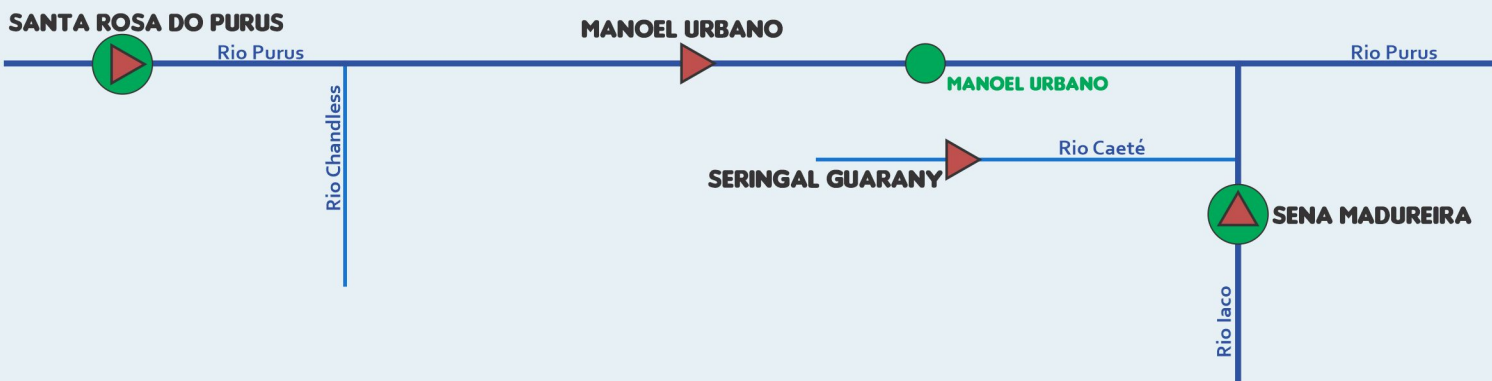 SANTA ROSA DO PURUS
MANOEL URBANO
Rio Purus
Rio Purus
MANOEL URBANO
Rio Chandless
Rio Caeté
SERINGAL GUARANY
SENA MADUREIRA
Rio Iaco